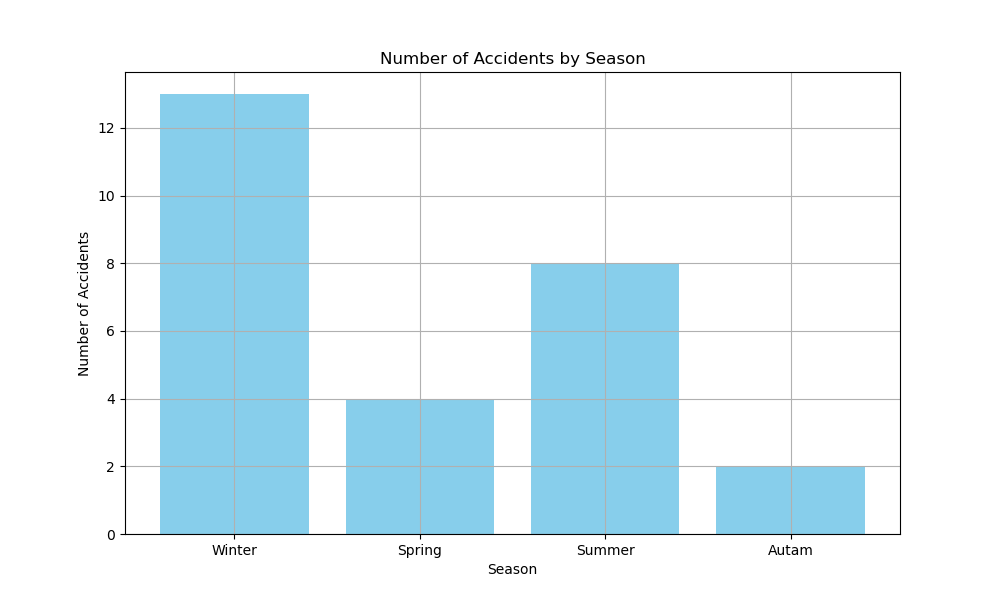 Number of Accidents by Season
Number of Accidents
12
10
8
6
4
2
0
Winter
Spring
Summer
Autam
Season